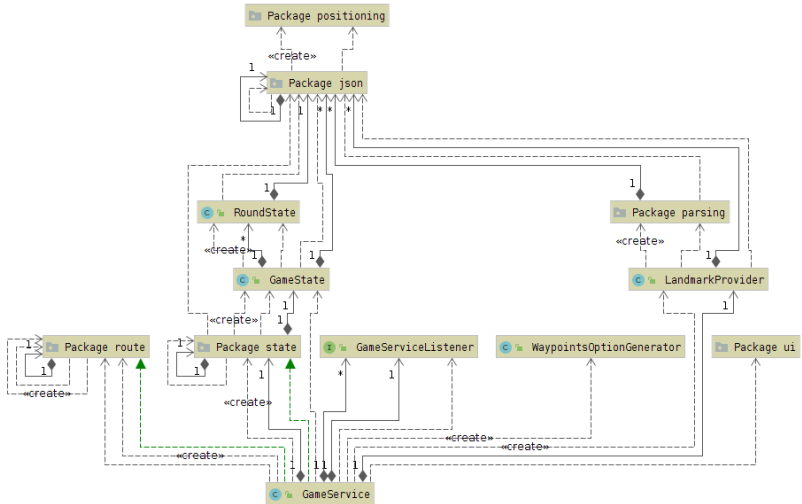 Package positioning
«create»
1
Package json
1
1
*
*
*
1
1
RoundState
Package parsing
*
«create»
1
1
«create»
1
GameState
LandmarkProvider
«create»
1
1
1
1
Package route
1
Package state
GameServiceListener
WaypointsOptionGenerator
Package ui
1
1
1
*
1
«create»
«create»
«create»
«create»
«create»
«create»
1
1
1
1
GameService